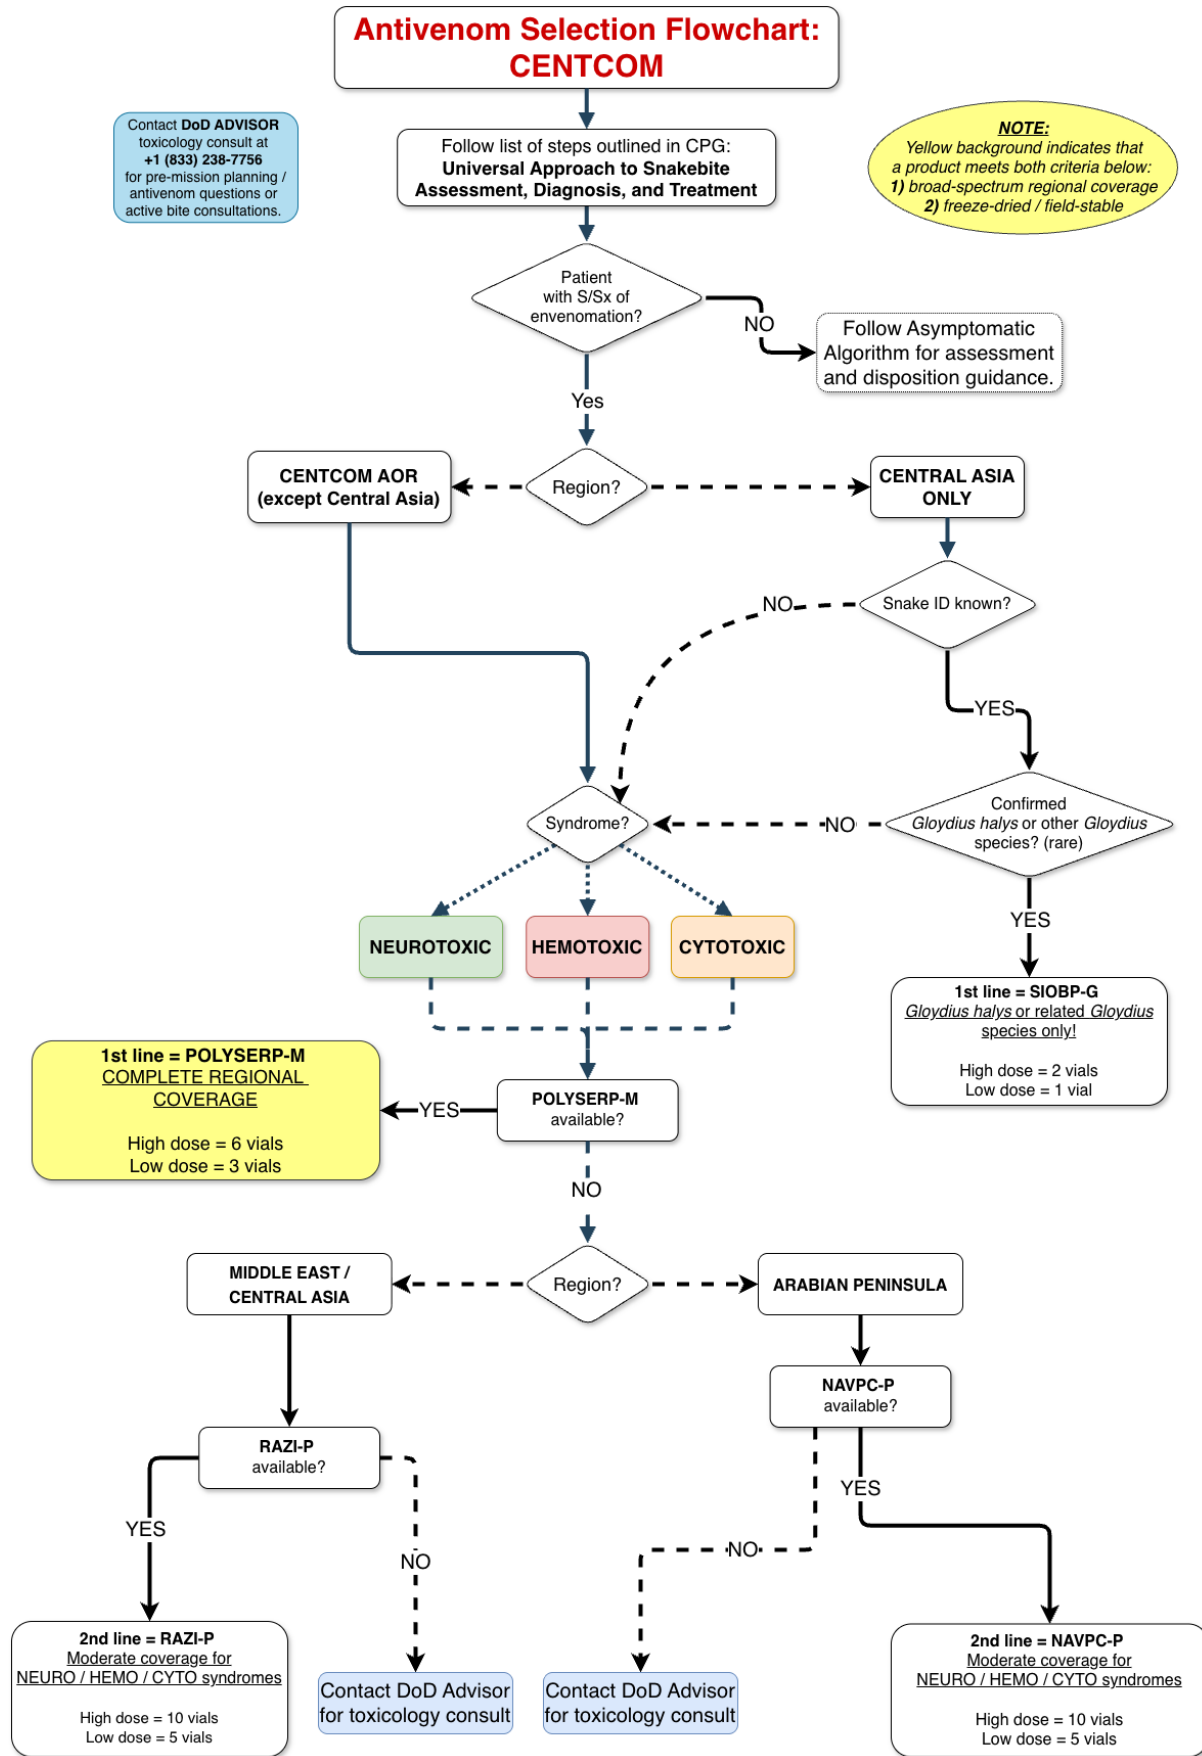 Antivenom Selection Flowchart:
CENTCOM
Contact DoD ADVISOR
toxicology consult at
+1 (833) 238-7756
for pre-mission planning /
antivenom questions or
active bite consultations.
Follow list of steps outlined in CPG:
Universal Approach to Snakebite
Assessment, Diagnosis, and Treatment
NOTE:
Yellow background indicates that
a product meets both criteria below:
1) broad-spectrum regional coverage
2) freeze-dried / field-stable
Patient
with S/Sx of
envenomation?
NO
Follow Asymptomatic
Algorithm for assessment
and disposition guidance.
Yes
CENTCOM AOR
(except Central Asia)
Region?
CENTRAL ASIA
ONLY
Snake ID known?
NO
YES
Syndrome?
NO
Confirmed
Gloydius halys or other Gloydius
species? (rare)
YES
NEUROTOXIC
HEMOTOXIC
CYTOTOXIC
1st line = SIOBP-G
Gloydius halys or related Gloydius
species only!
High dose = 2 vials
Low dose = 1 vial
1st line = POLYSERP-M
COMPLETE REGIONAL
COVERAGE
High dose = 6 vials
Low dose = 3 vials
YES
POLYSERP-M
available?
NO
MIDDLE EAST /
CENTRAL ASIA
Region?
ARABIAN PENINSULA
NAVPC-P
available?
RAZI-P
available?
YES
NO
NO
YES
2nd line = RAZI-P
Moderate coverage for
NEURO / HEMO / CYTO syndromes
High dose = 10 vials
Low dose = 5 vials
Contact DoD Advisor
for toxicology consult
Contact DoD Advisor
for toxicology consult
2nd line = NAVPC-P
Moderate coverage for
NEURO / HEMO / CYTO syndromes
High dose = 10 vials
Low dose = 5 vials